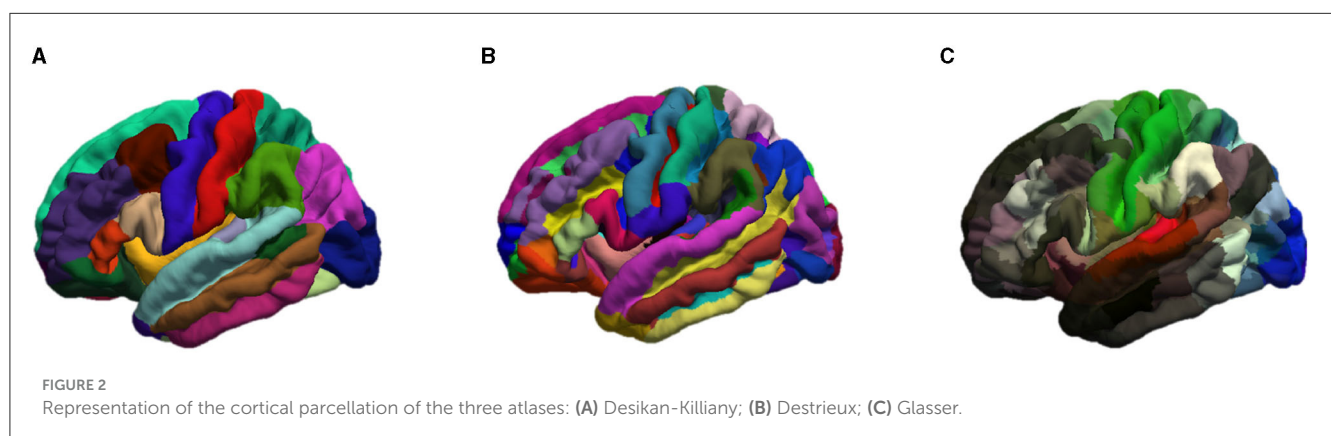 A B C
FIGURE 2
Representation of the cortical parcellation of the three atlases: (A) Desikan-Killiany; (B) Destrieux; (C) Glasser.